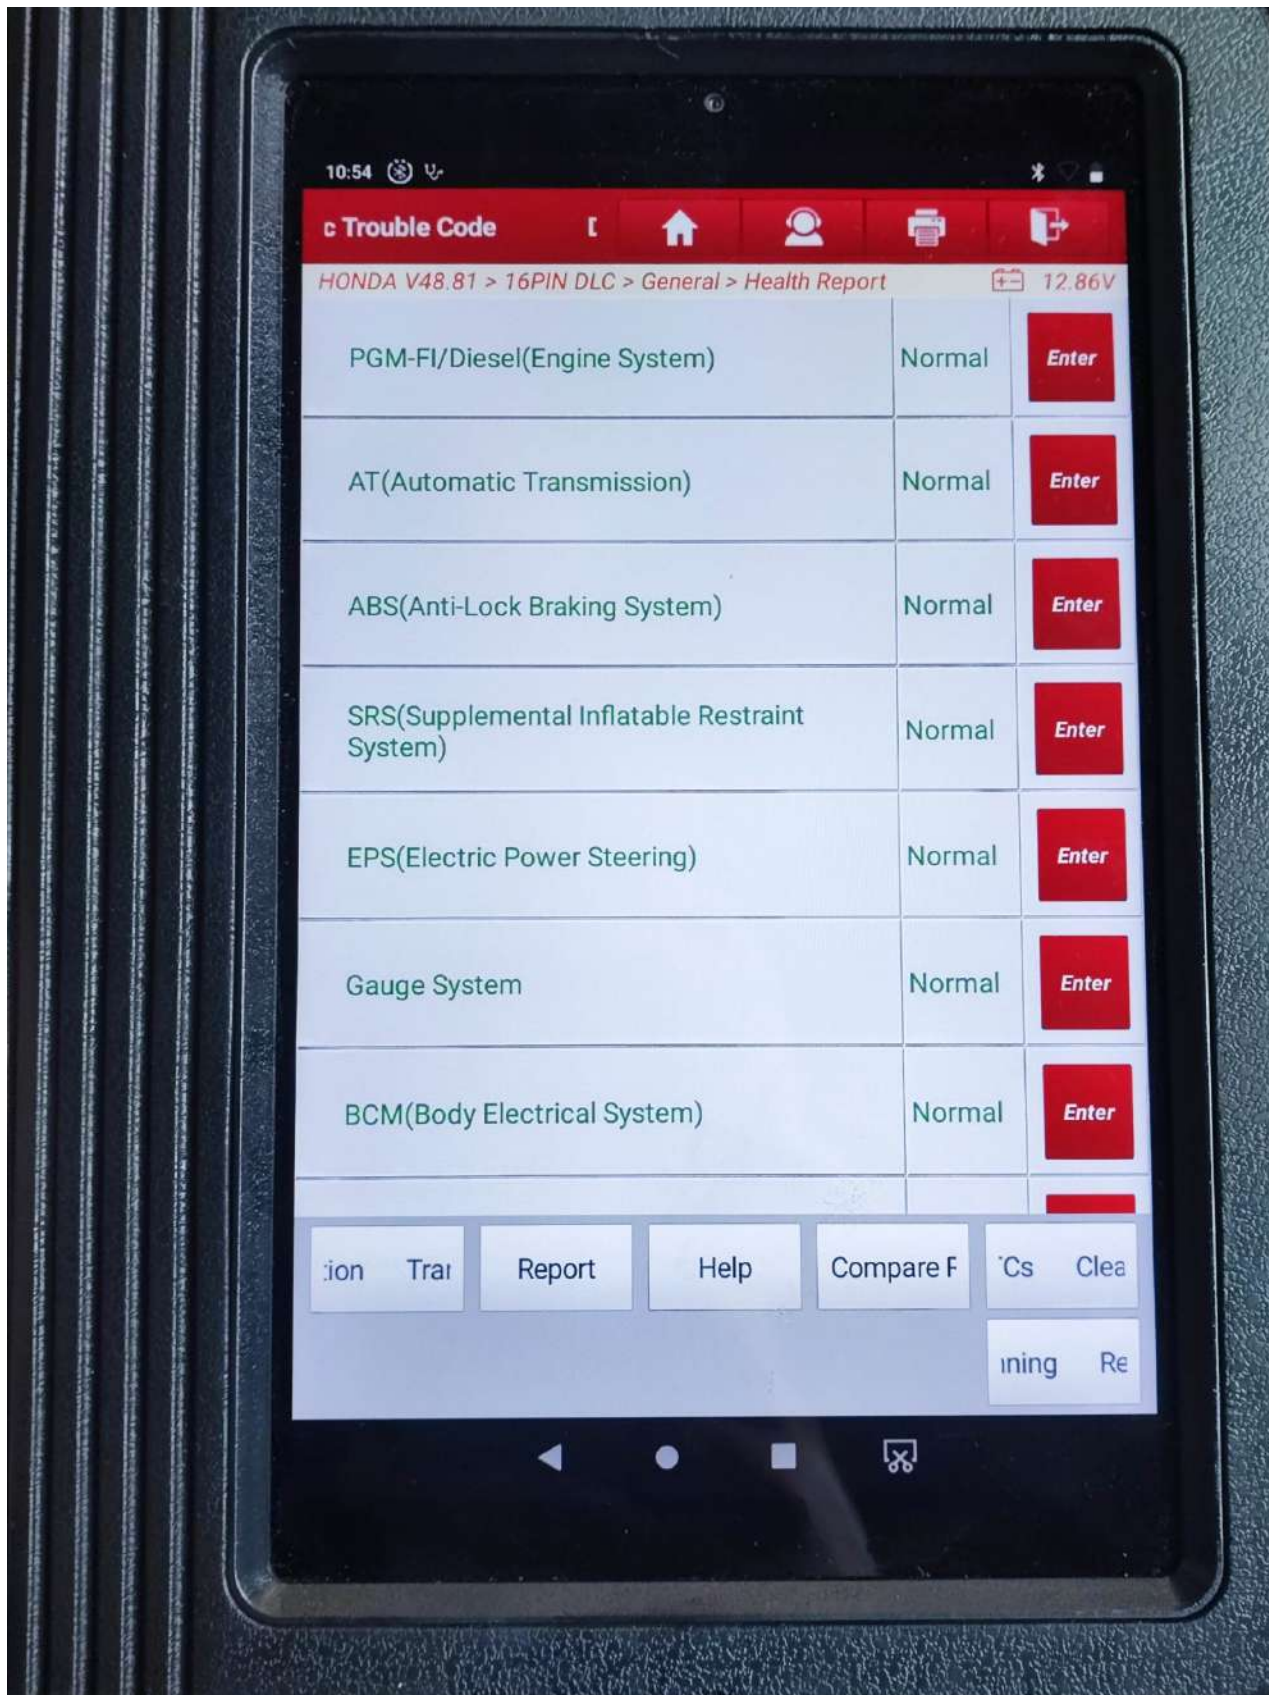 10:54
c Trouble Code
HONDA V48.81 > 16PIN DLC > General > Health Report 12.86V
PGM-FI/Diesel(Engine System) Normal Enter
AT(Automatic Transmission) Normal Enter
ABS(Anti-Lock Braking System) Normal Enter
SRS(Supplemental Inflatable Restraint
System) Normal Enter
EPS(Electric Power Steering) Normal Enter
Gauge System Normal Enter
BCM(Body Electrical System) Normal Enter
Report Help Compare Cs Clea
Re